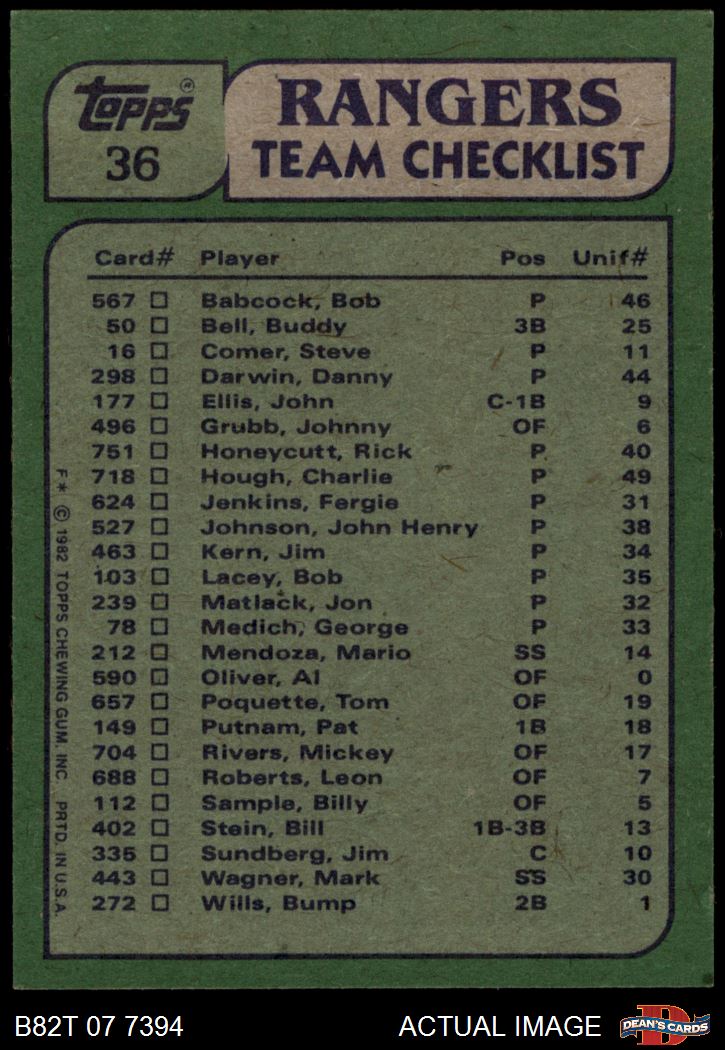 Topps®
36
RANGERS
TEAM CHECKLIST
Card# Player Pos Unif#
567 Babcock, Bob P 46
50 Bell, Buddy 3B 25
16 Comer, Steve P 11
298 Darwin, Danny P 44
177 Ellis, John C-1B 9
496 Grubb, Johnny OF 6
751 Honeycutt, Rick P 40
718 Hough, Charlie P 49
624 Jenkins, Fergie P 31
527 Johnson, John Henry P 38
463 Kern, Jim P 34
103 Lacey, Bob P 35
239 Matlack, Jon P 32
78 Medich, George P 33
212 Mendoza, Mario SS 14
590 Oliver, Al OF 0
657 Poquette, Tom OF 19
149 Putnam, Pat 1B 18
704 Rivers, Mickey OF 17
688 Roberts, Leon OF 7
112 Sample, Billy OF 5
402 Stein, Bill 1B-3B 13
335 Sundberg, Jim C 10
443 Wagner, Mark SS 30
272 Wills, Bump 2B 1
F* © 1982 TOPPS CHEWING GUM, INC. PRTD. IN U.S.A.
B82T 07 7394 ACTUAL IMAGE
D
DEAN'S CARDS